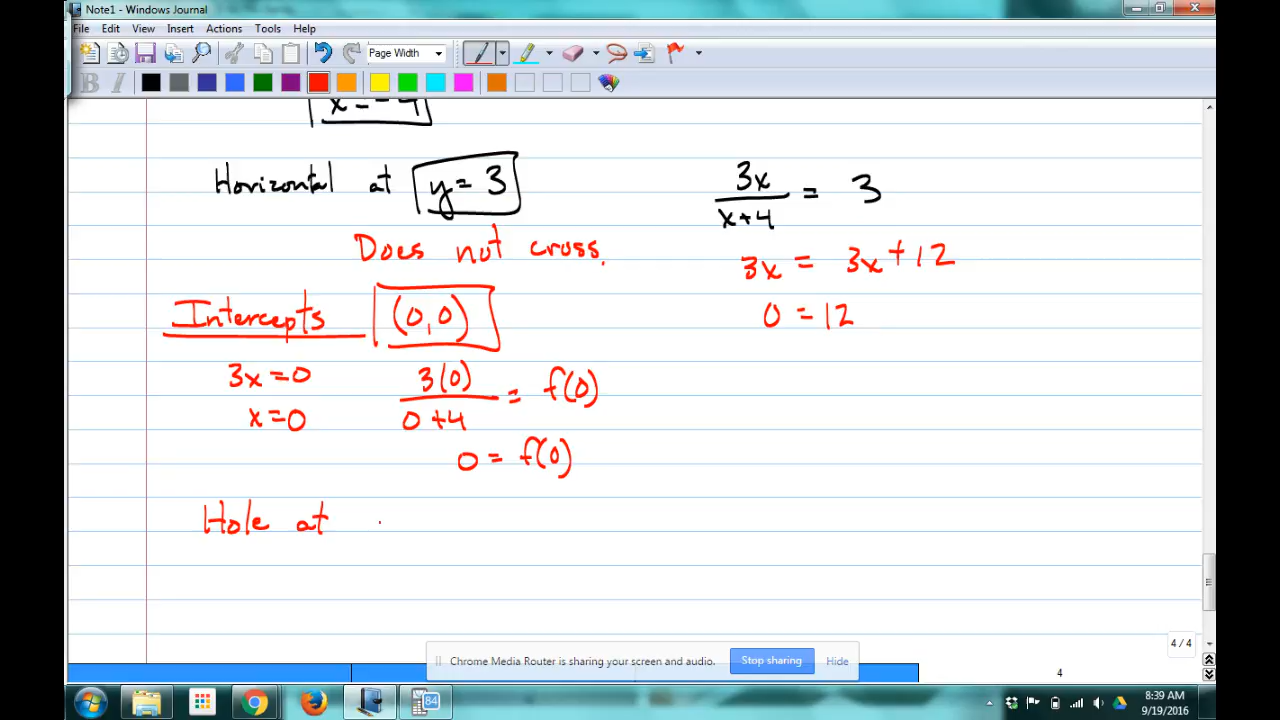 Note1 - Windows Journal
File Edit View Insert Actions Tools Help
Page Width
B I
x = -4
Horizontal at y = 3
3x/x+4 = 3
Does not cross.
3x = 3x + 12
0 = 12
Intercepts (0,0)
3x = 0
x = 0
3(0)/0+4 = f(0)
0 = f(0)
Hole at
4 / 4
Chrome Media Router is sharing your screen and audio. Stop sharing Hide
4
84
8:39 AM
9/19/2016